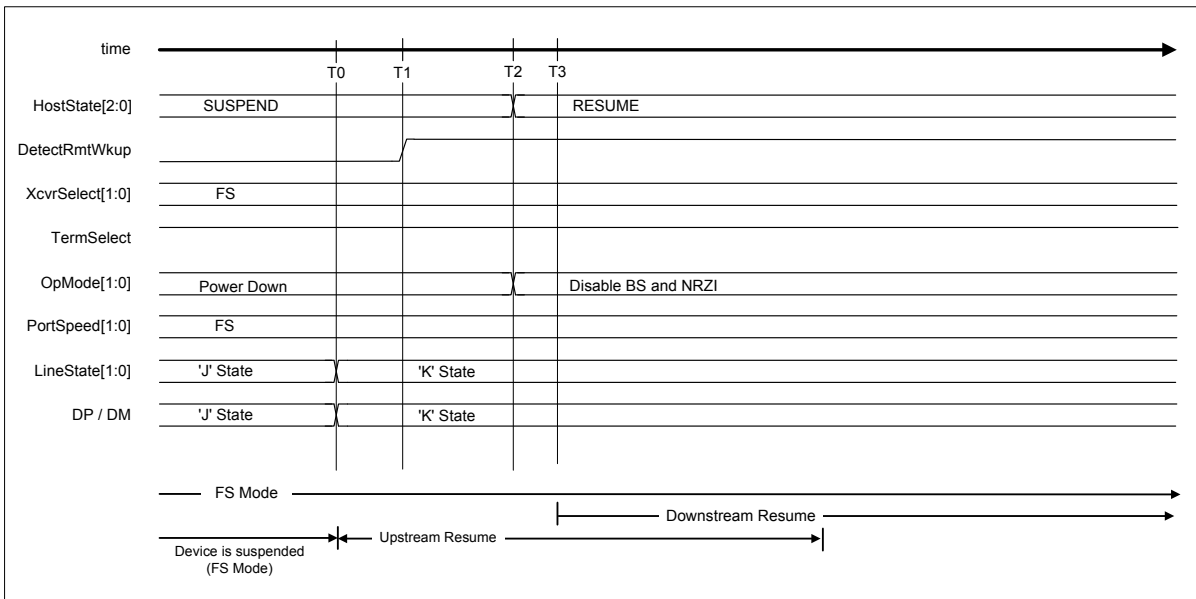 time
T0 T1 T2 T3
HostState[2:0] SUSPEND RESUME
DetectRmtWkup
XcvrSelect[1:0] FS
TermSelect
OpMode[1:0] Power Down Disable BS and NRZI
PortSpeed[1:0] FS
LineState[1:0] 'J' State 'K' State
DP / DM 'J' State 'K' State
FS Mode
Downstream Resume
Upstream Resume
Device is suspended
(FS Mode)